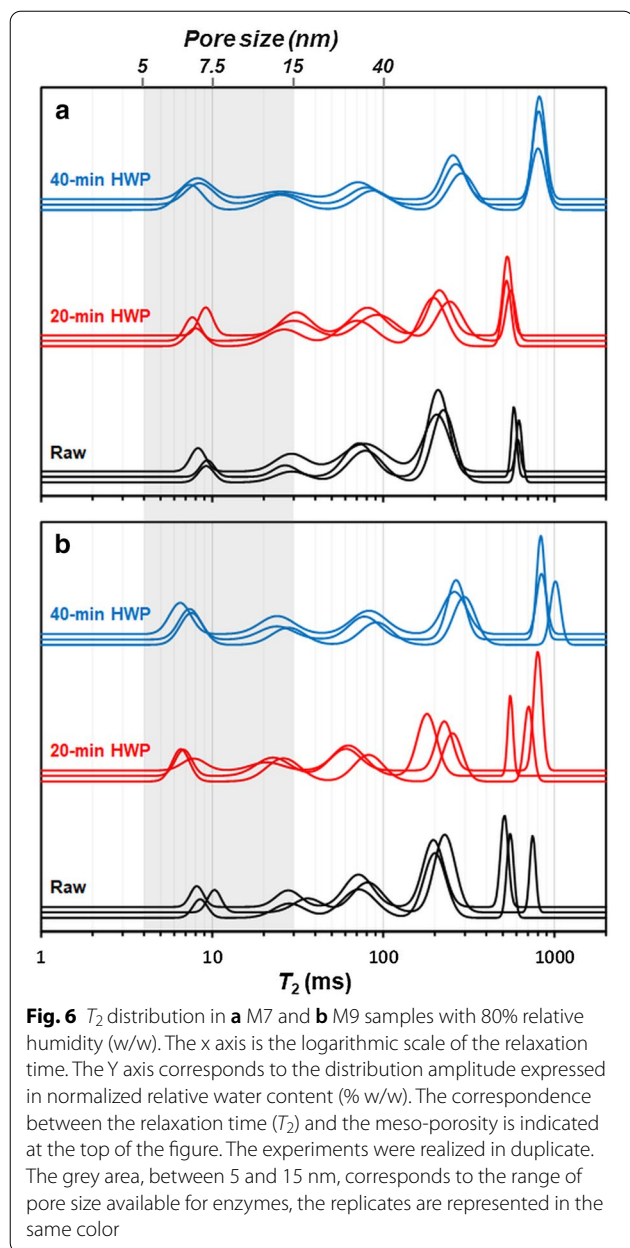 Pore size (nm)
5 7.5 15 40
a
40-min HWP
20-min HWP
Raw
b
40-min HWP
20-min HWP
Raw
1 10 100 1000
T2 (ms)
Fig. 6 T2 distribution in a M7 and b M9 samples with 80% relative
humidity (w/w). The x axis is the logarithmic scale of the relaxation
time. The Y axis corresponds to the distribution amplitude expressed
in normalized relative water content (% w/w). The correspondence
between the relaxation time (T2) and the meso-porosity is indicated
at the top of the figure. The experiments were realized in duplicate.
The grey area, between 5 and 15 nm, corresponds to the range of
pore size available for enzymes, the replicates are represented in the
same color